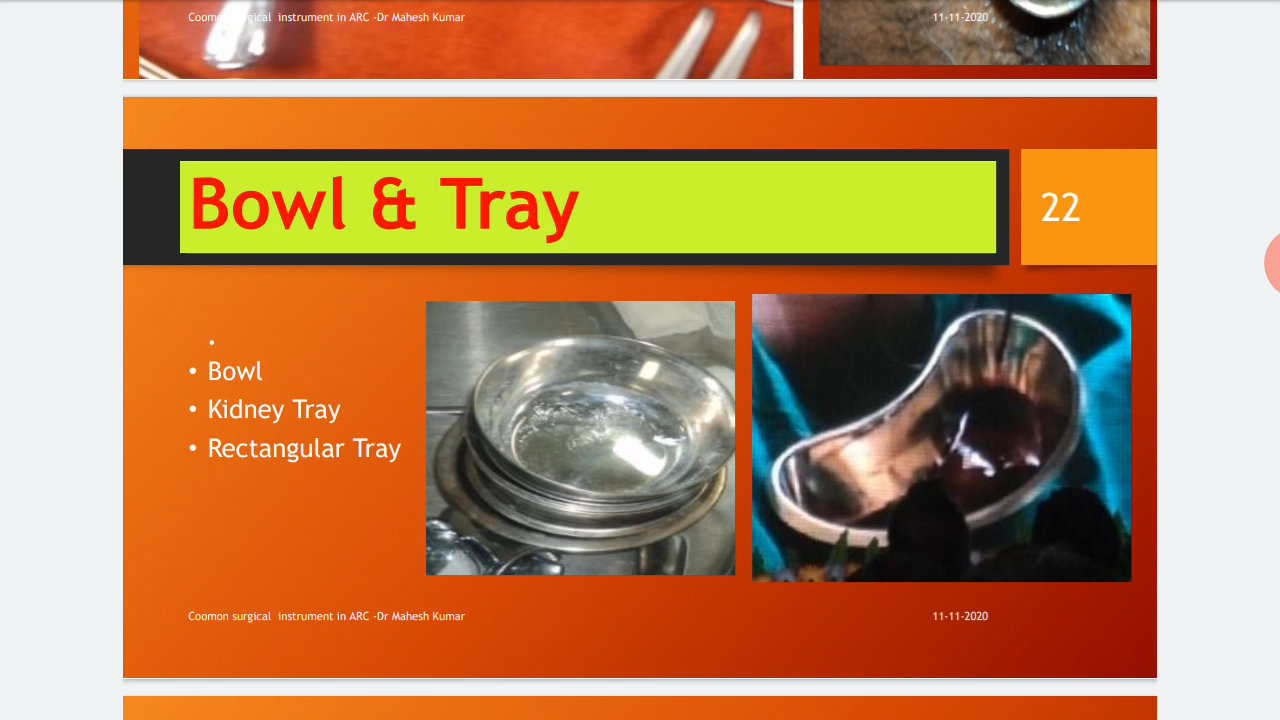 Coomon surgical instrument in ARC -Dr Mahesh Kumar
11-11-2020
Bowl & Tray
22
•
• Bowl
• Kidney Tray
• Rectangular Tray
Coomon surgical instrument in ARC -Dr Mahesh Kumar
11-11-2020